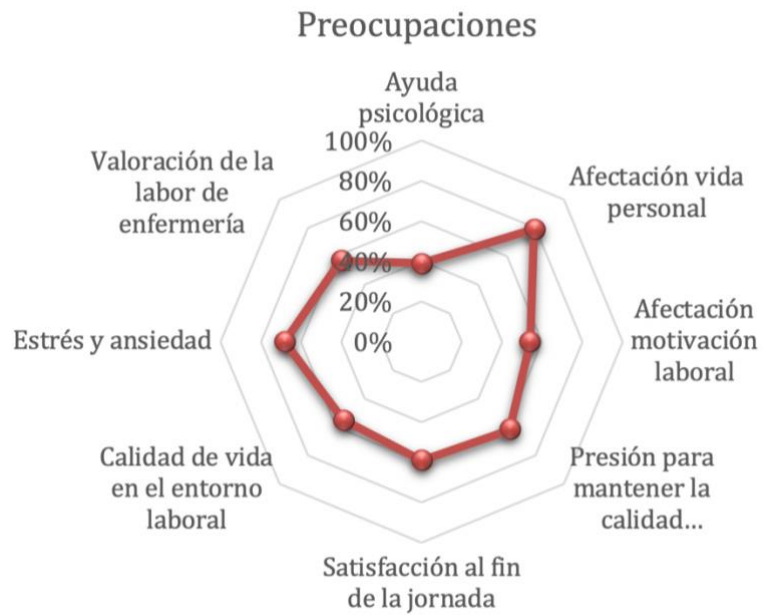 Preocupaciones
Ayuda
psicológica
100%
80%
60%
40%
20%
0%
Afectación vida
personal
Afectación
motivación
laboral
Presión para
mantener la
calidad...
Satisfacción al fin
de la jornada
Calidad de vida
en el entorno
laboral
Estrés y ansiedad
Valoración de la
labor de
enfermería